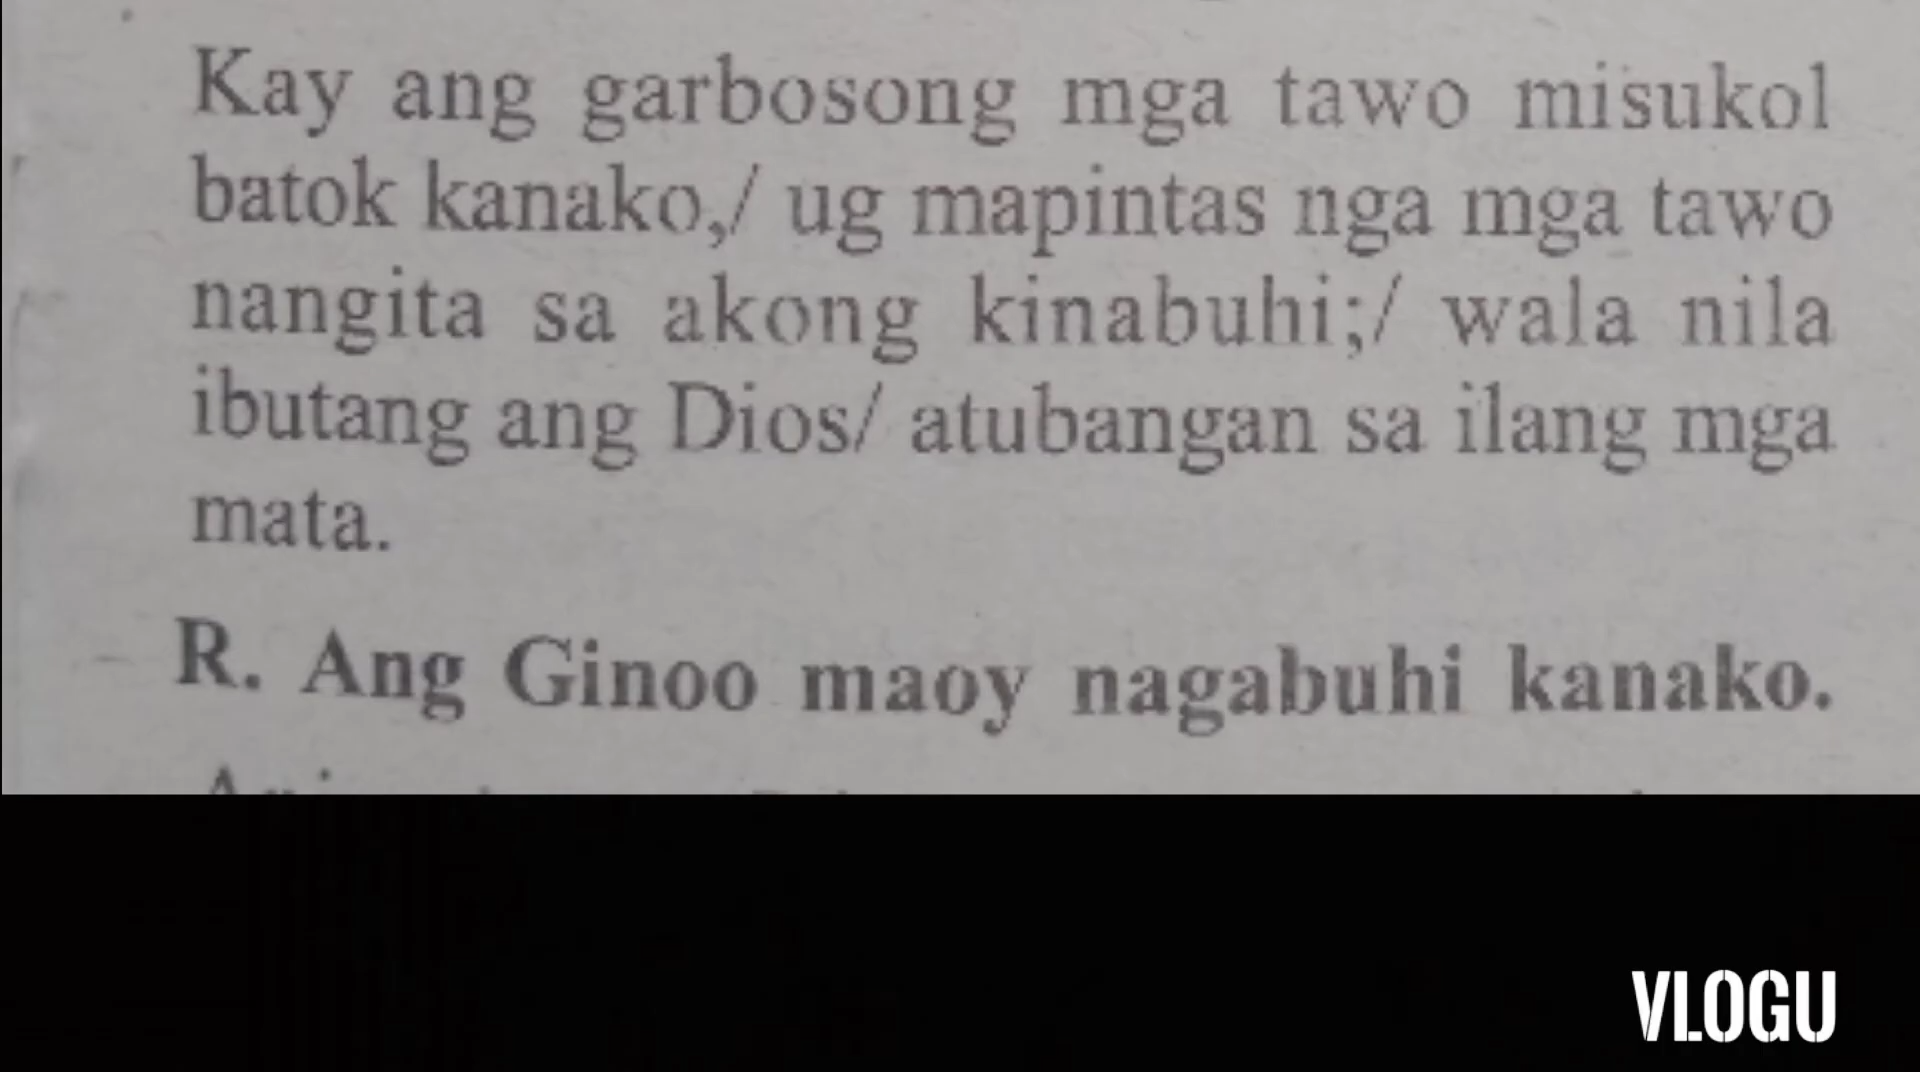 Kay ang garbosong mga tawo misukol
batok kanako,/ ug mapintas nga mga tawo
nangita sa akong kinabuhi;/ wala nila
ibutang ang Dios/ atubangan sa ilang mga
mata.
R. Ang Ginoo maoy nagabuhi kanako.
VLOGU